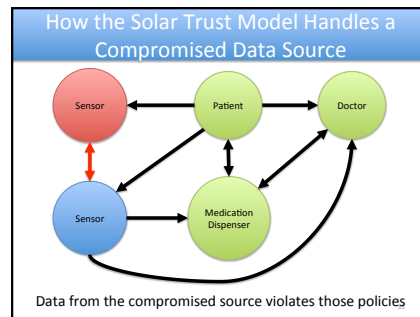 How the Solar Trust Model Handles a
Compromised Data Source
Sensor
Patient
Doctor
Sensor
Medication
Dispenser
Data from the compromised source violates those policies